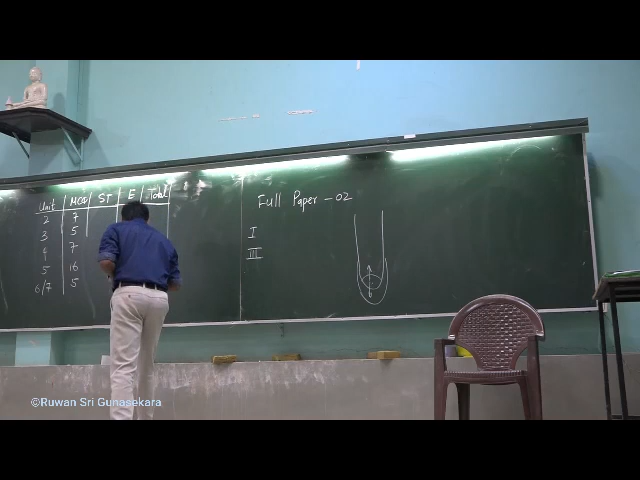 Unit MCQ ST E Total
2 7
3 5
4 7
5 16
6/7 5
Full Paper - 02
I
III
©Ruwan Sri Gunasekara